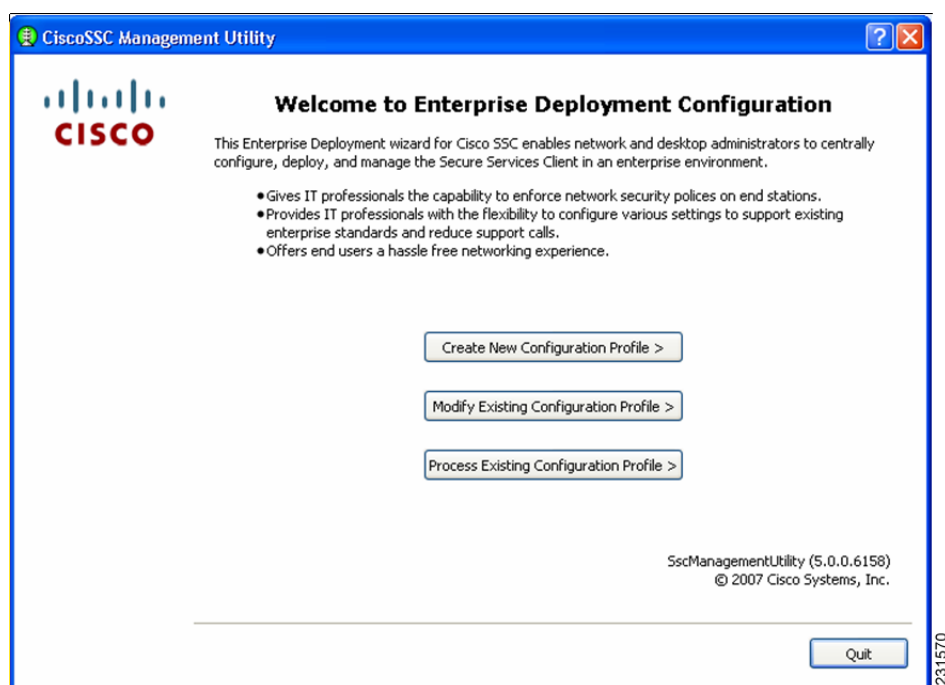 CiscoSSC Management Utility
CISCO
Welcome to Enterprise Deployment Configuration
This Enterprise Deployment wizard for Cisco SSC enables network and desktop administrators to centrally
configure, deploy, and manage the Secure Services Client in an enterprise environment.
●Gives IT professionals the capability to enforce network security polices on end stations.
●Provides IT professionals with the flexibility to configure various settings to support existing
enterprise standards and reduce support calls.
●Offers end users a hassle free networking experience.
Create New Configuration Profile >
Modify Existing Configuration Profile >
Process Existing Configuration Profile >
SscManagementUtility (5.0.0.6158)
© 2007 Cisco Systems, Inc.
Quit
231570